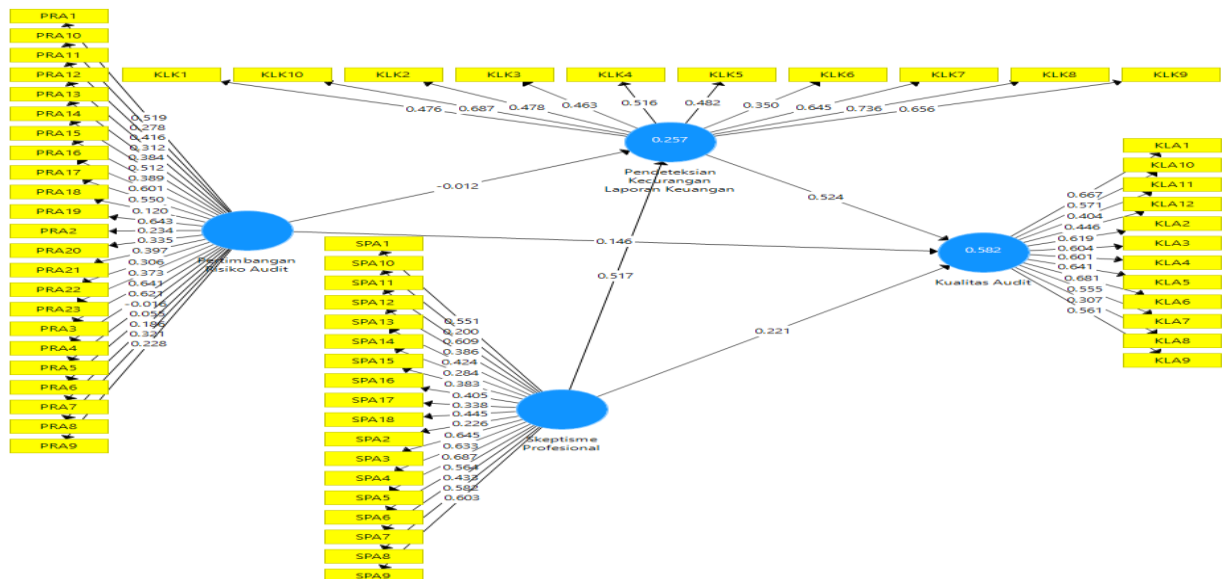 PRA1
PRA10
PRA11
PRA12
PRA13
PRA14
PRA15
PRA16
PRA17
PRA18
PRA19
PRA2
PRA20
PRA21
PRA22
PRA23
PRA3
PRA4
PRA5
PRA6
PRA7
PRA8
PRA9
0.519
0.278
0.416
0.312
0.384
0.512
0.389
0.601
0.550
0.120
0.643
0.234
0.335
0.397
0.306
0.373
0.641
0.621
-0.016
0.055
0.186
0.321
0.228
Pertimbangan
Risiko Audit
KLK1
KLK10
KLK2
KLK3
KLK4
KLK5
KLK6
KLK7
KLK8
KLK9
0.476
0.687
0.478
0.463
0.516
0.482
0.350
0.645
0.736
0.656
0.257
Pendeteksian
Kecurangan
Laporan Keuangan
-0.012
0.524
0.146
0.517
0.221
SPA1
SPA10
SPA11
SPA12
SPA13
SPA14
SPA15
SPA16
SPA17
SPA18
SPA2
SPA3
SPA4
SPA5
SPA6
SPA7
SPA8
SPA9
0.551
0.200
0.609
0.386
0.424
0.284
0.383
0.405
0.338
0.445
0.226
0.645
0.633
0.687
0.564
0.433
0.582
0.603
Skeptisme
Profesional
0.582
Kualitas Audit
0.667
0.571
0.404
0.446
0.619
0.604
0.601
0.641
0.681
0.555
0.307
0.561
KLA1
KLA10
KLA11
KLA12
KLA2
KLA3
KLA4
KLA5
KLA6
KLA7
KLA8
KLA9